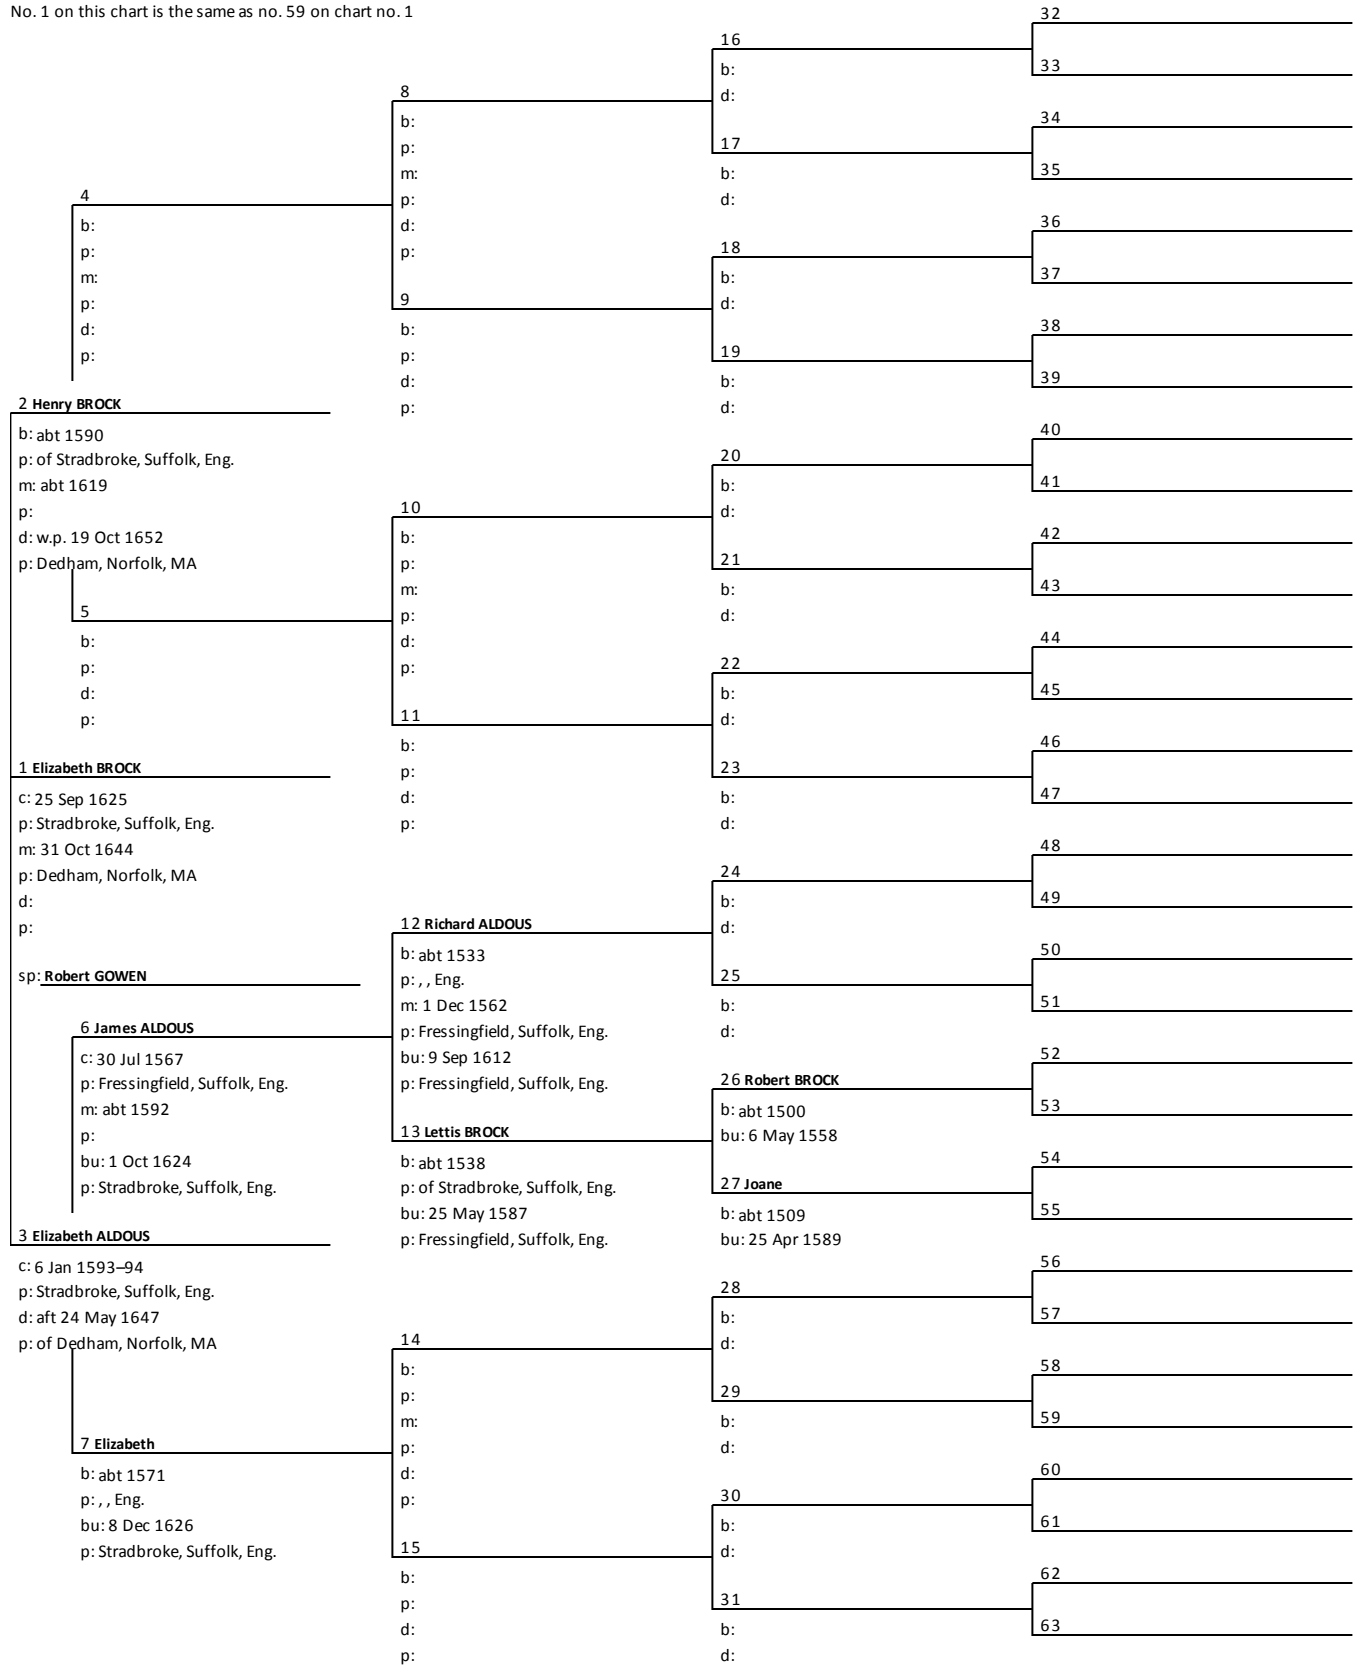 No. 1 on this chart is the same as no. 59 on chart no. 1
4
b:
p:
m:
p:
d:
p:
2 Henry BROCK
b: abt 1590
p: of Stradbroke, Suffolk, Eng.
m: abt 1619
p:
d: w.p. 19 Oct 1652
p: Dedham, Norfolk, MA
5
b:
p:
d:
p:
1 Elizabeth BROCK
c: 25 Sep 1625
p: Stradbroke, Suffolk, Eng.
m: 31 Oct 1644
p: Dedham, Norfolk, MA
d:
p:
sp: Robert GOWEN
6 James ALDOUS
c: 30 Jul 1567
p: Fressingfield, Suffolk, Eng.
m: abt 1592
p:
bu: 1 Oct 1624
p: Stradbroke, Suffolk, Eng.
3 Elizabeth ALDOUS
c: 6 Jan 1593–94
p: Stradbroke, Suffolk, Eng.
d: aft 24 May 1647
p: of Dedham, Norfolk, MA
7 Elizabeth
b: abt 1571
p: , , Eng.
bu: 8 Dec 1626
p: Stradbroke, Suffolk, Eng.
8
b:
p:
m:
p:
d:
p:
9
b:
p:
d:
p:
10
b:
p:
m:
p:
d:
p:
11
b:
p:
d:
p:
12 Richard ALDOUS
b: abt 1533
p: , , Eng.
m: 1 Dec 1562
p: Fressingfield, Suffolk, Eng.
bu: 9 Sep 1612
p: Fressingfield, Suffolk, Eng.
13 Lettis BROCK
b: abt 1538
p: of Stradbroke, Suffolk, Eng.
bu: 25 May 1587
p: Fressingfield, Suffolk, Eng.
14
b:
p:
m:
p:
d:
p:
15
b:
p:
d:
p:
16
b:
d:
17
b:
d:
18
b:
d:
19
b:
d:
20
b:
d:
21
b:
d:
22
b:
d:
23
b:
d:
24
b:
d:
25
b:
d:
26 Robert BROCK
b: abt 1500
bu: 6 May 1558
27 Joane
b: abt 1509
bu: 25 Apr 1589
28
b:
d:
29
b:
d:
30
b:
d:
31
b:
d:
32
33
34
35
36
37
38
39
40
41
42
43
44
45
46
47
48
49
50
51
52
53
54
55
56
57
58
59
60
61
62
63